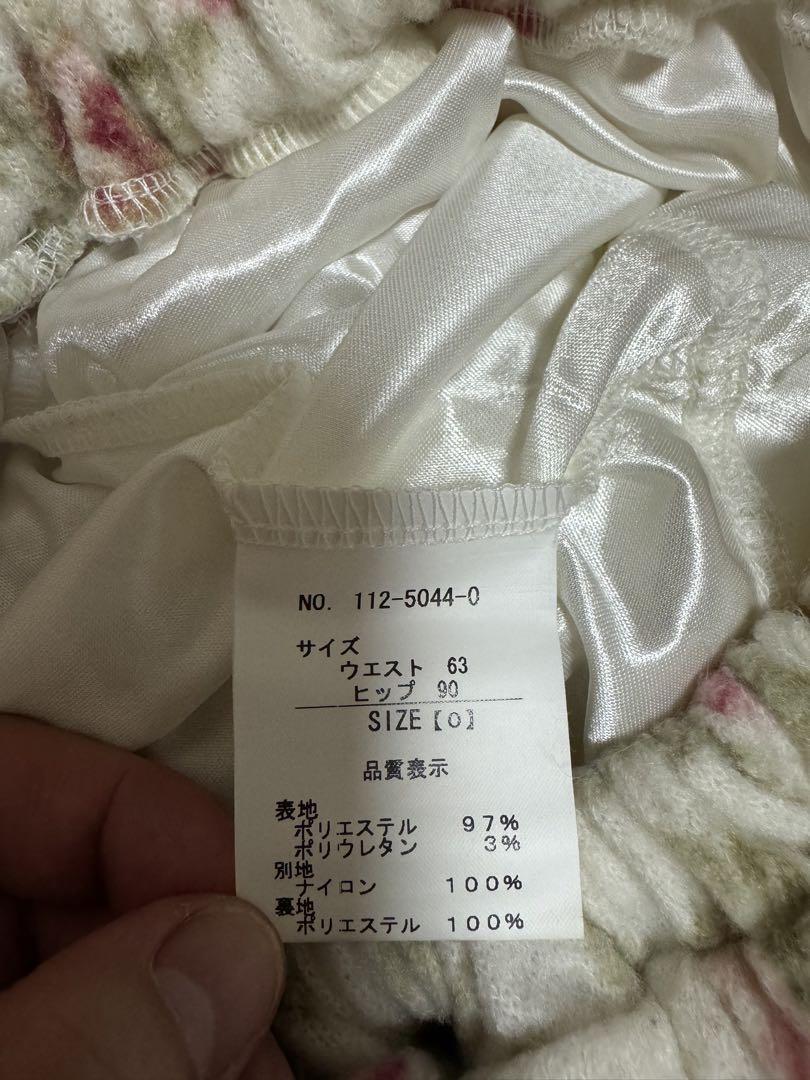 NO. 112-5044-0
サイズ
ウエスト 63
ヒップ 90
SIZE【0】
品質表示
表地
ポリエステル 97%
ポリウレタン 3%
別地
ナイロン 100%
裏地
ポリエステル 100%